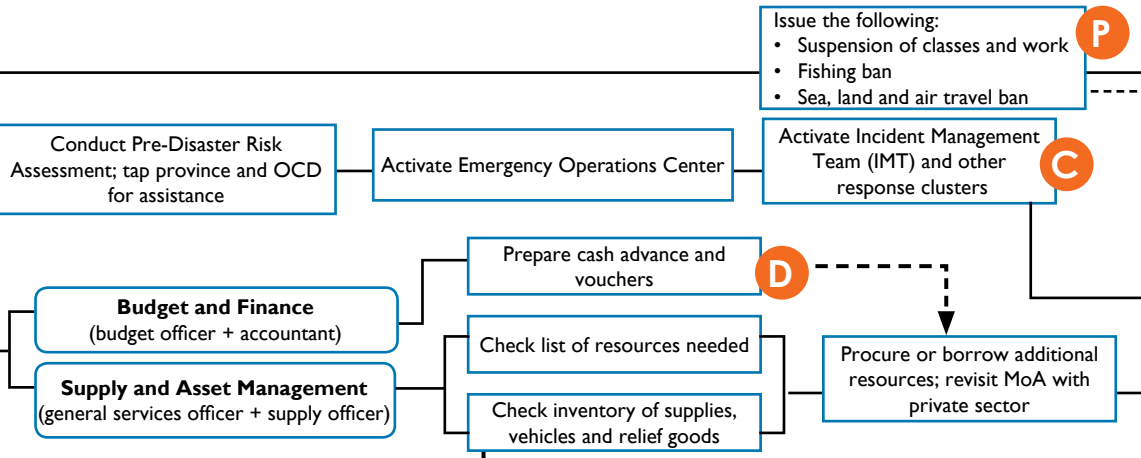 Issue the following:
• Suspension of classes and work
• Fishing ban
• Sea, land and air travel ban
P
Conduct Pre-Disaster Risk
Assessment; tap province and OCD
for assistance
Activate Emergency Operations Center
Activate Incident Management
Team (IMT) and other
response clusters
C
Prepare cash advance and
vouchers
D
Budget and Finance
(budget officer + accountant)
Check list of resources needed
Procure or borrow additional
resources; revisit MoA with
private sector
Supply and Asset Management
(general services officer + supply officer)
Check inventory of supplies,
vehicles and relief goods